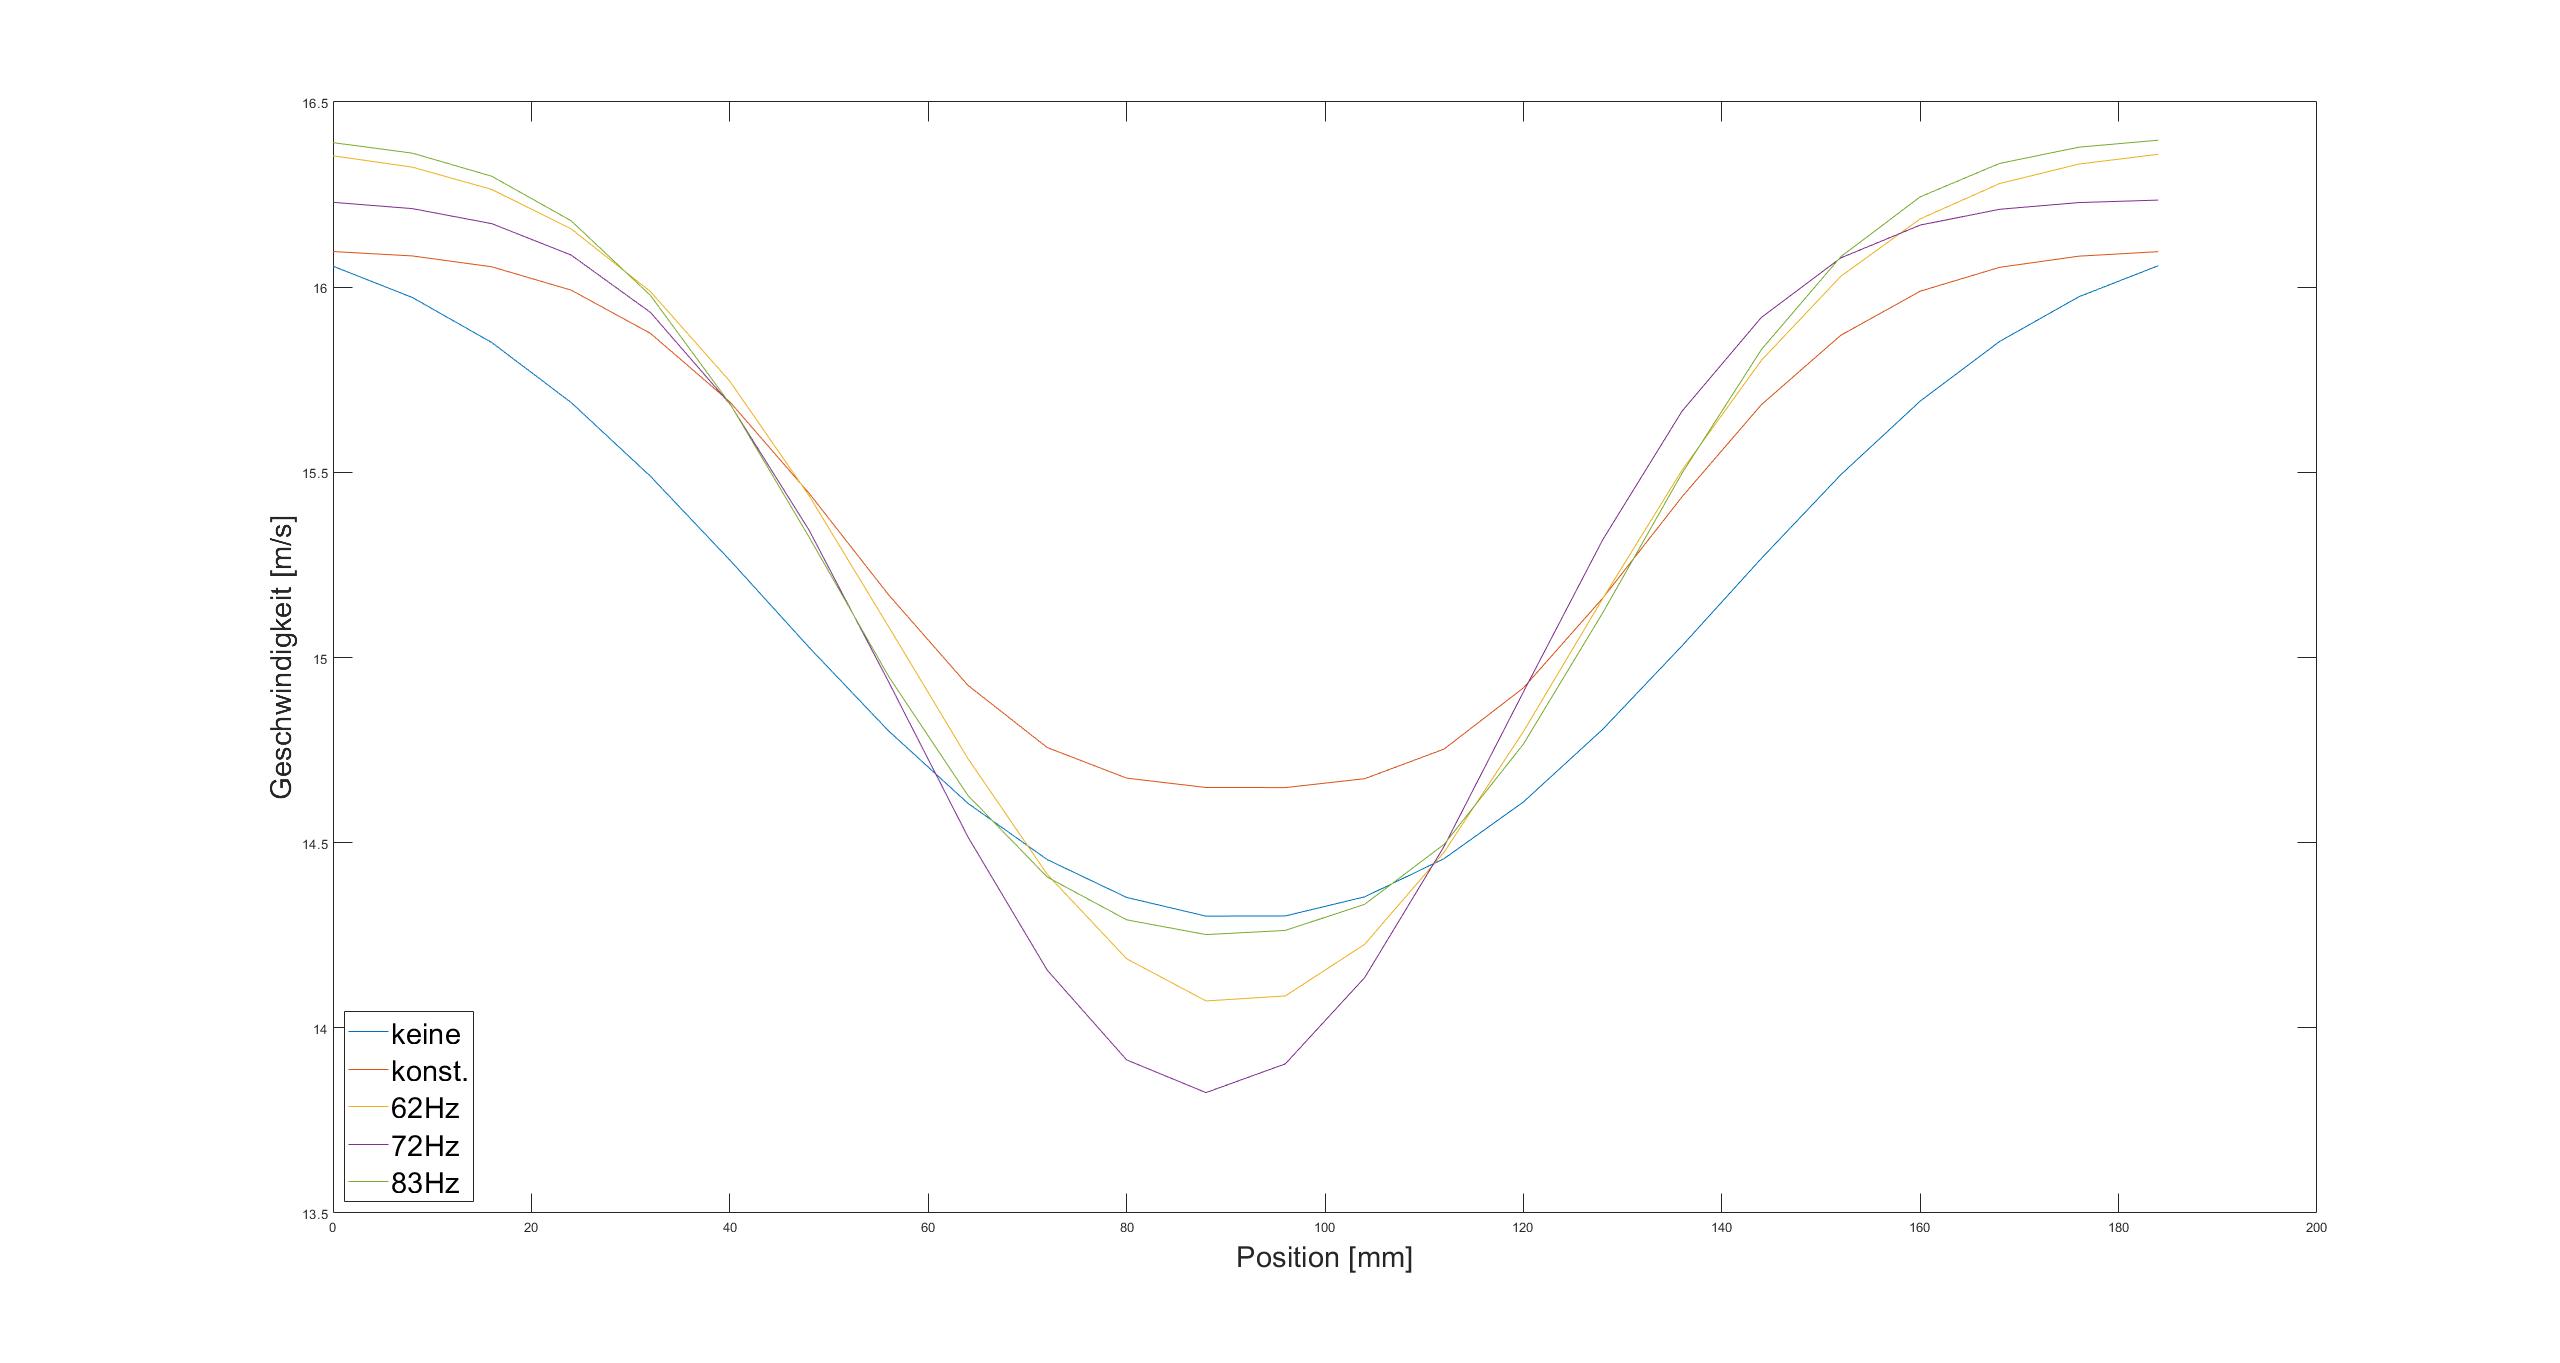 16.5
16
15.5
15
14.5
14
13.5
Geschwindigkeit [m/s]
keine
konst.
62Hz
72Hz
83Hz
0 20 40 60 80 100 120 140 160 180 200
Position [mm]